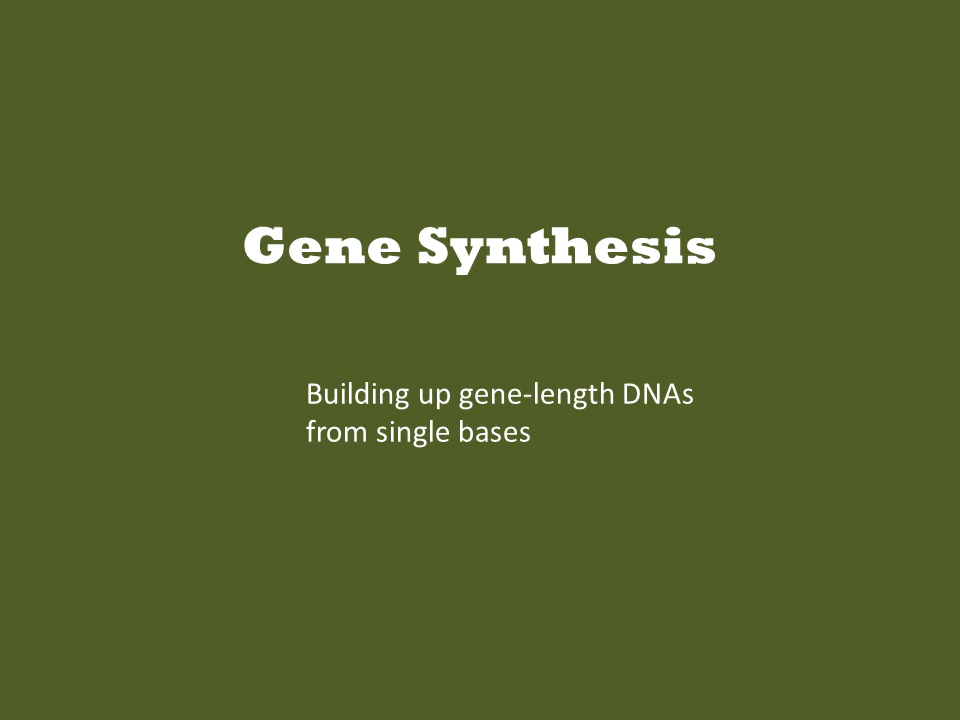 Gene Synthesis
Building up gene-length DNAs
from single bases